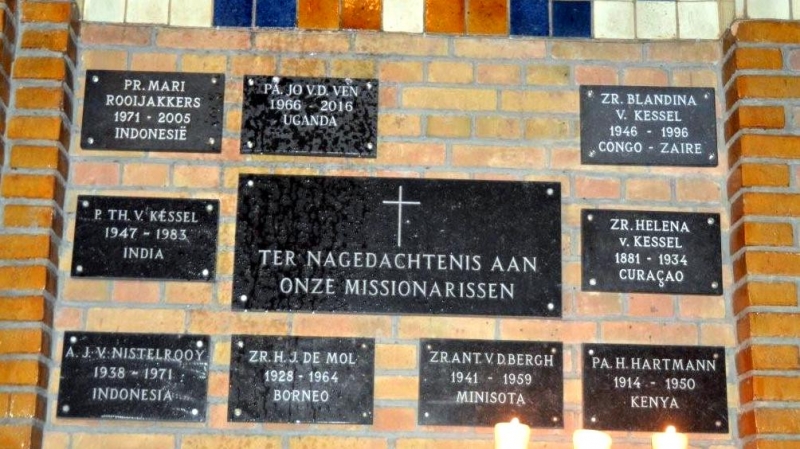 PR. MARI
ROOIJAKKERS
1971 - 2005
INDONESIË
PA. JO V.D. VEN
1966 - 2016
UGANDA
ZR. BLANDINA
V. KESSEL
1946 - 1996
CONGO - ZAIRE
P. TH. V. KESSEL
1947 - 1983
INDIA
TER NAGEDACHTENIS AAN
ONZE MISSIONARISSEN
ZR. HELENA
V. KESSEL
1881 - 1934
CURAÇAO
A.J.V. NISTELROOY
1938 - 1971
INDONESIA
ZR. H.J. DE MOL
1928 - 1964
BORNEO
ZR. ANT. V.D. BERGH
1941 - 1959
MINISOTA
PA. H. HARTMANN
1914 - 1950
KENYA